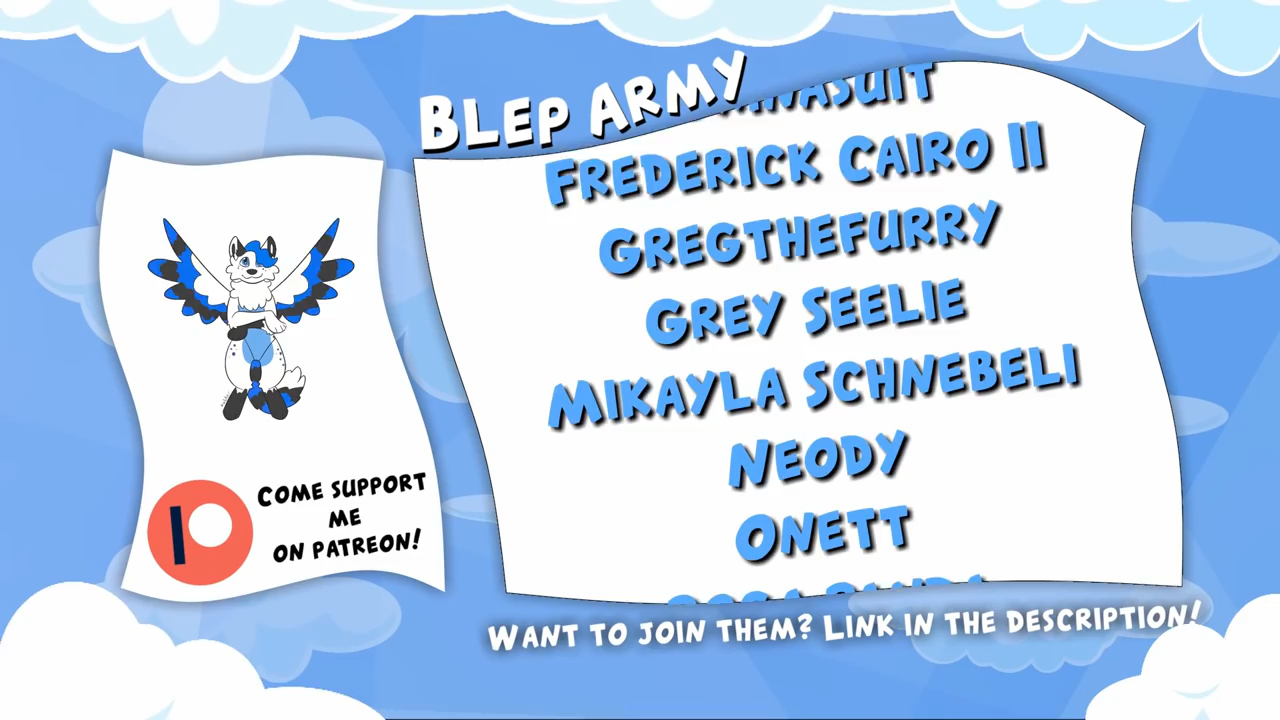 Blep Army
Frederick Cairo II
Gregthefurry
Grey Seelie
Mikayla Schnebeli
Neody
Onett
Come support
me
on Patreon!
Want to join them? Link in the description!